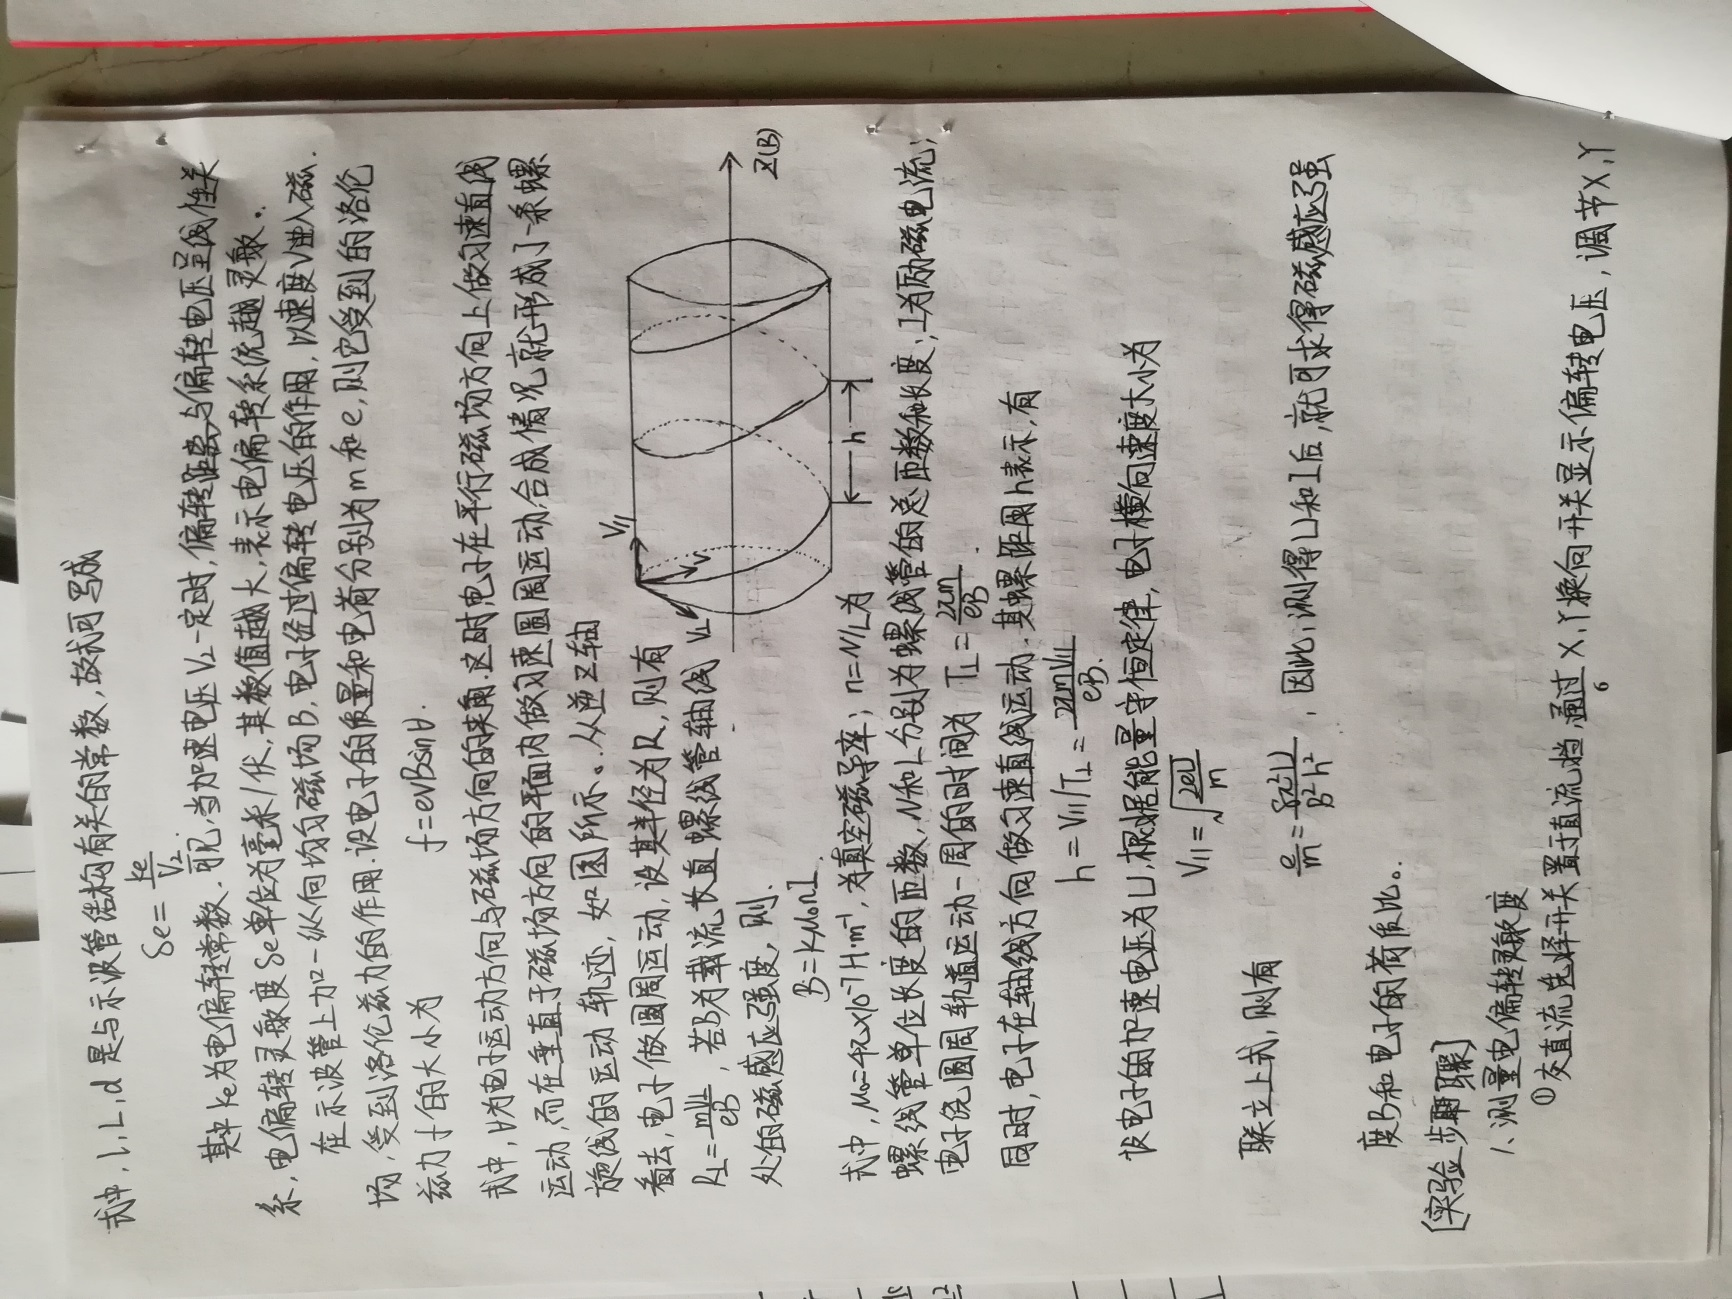 式中, l, L, d 是与示波管结构有关的常数, 故可写成
Se = ke/V2
其中 ke 为电偏转常数. 可见, 当加速电压 V2 一定时, 偏转距离与偏转电压呈线性关
系, 电偏转灵敏度 Se 单位为毫米/伏, 其数值越大, 表示电偏转系统越灵敏。
在示波管上加一纵向均匀磁场B, 电子经过偏转电压的作用, 以速度V进入磁
场, 受到洛伦兹力的作用. 设电子的质量和电荷分别为m和e, 则它受到的洛伦
兹力 f 的大小为
f = evBsinθ.
式中, θ为电子运动方向与磁场方向的夹角. 这时电子在平行磁场方向上做匀速直线
运动, 而在垂直于磁场方向的平面内做匀速圆周运动, 合成情况就形成了一条螺
旋线的运动轨迹, 如图所示。从逆Z轴
看去, 电子做圆周运动, 设其半径为R, 则有
R⊥ = mV⊥/eB, 若B为载流长直螺线管轴线
处的磁感应强度, 则.
B = Kμ0nI.
V∥
V
V⊥
Z(B)
h
式中, μ0=4π×10⁻⁷H·m⁻¹, 为真空磁导率; n=N/L为
螺线管单位长度的匝数, N和L分别为螺线管的总匝数和长度; I为励磁电流;
电子绕圆周轨道运动一周的时间为 T⊥ = 2πm/eB.
同时, 电子在轴线方向做匀速直线运动. 其螺距用h表示, 有
h = V∥/T⊥ = 2πmV∥/eB.
设电子的加速电压为U, 根据能量守恒定律, 电子横向速度大小为
V∥ = √(2eU/m)
联立上式, 则有
e/m = 8π²U/B²h², 因此, 测得U和I后, 就可求得磁感应强
度B和电子的荷质比。
[实验步骤]
1、测量电偏转灵敏度
① 交直流选择开关置于直流档, 通过X, Y换向开关显示偏转电压, 调节X, Y
6